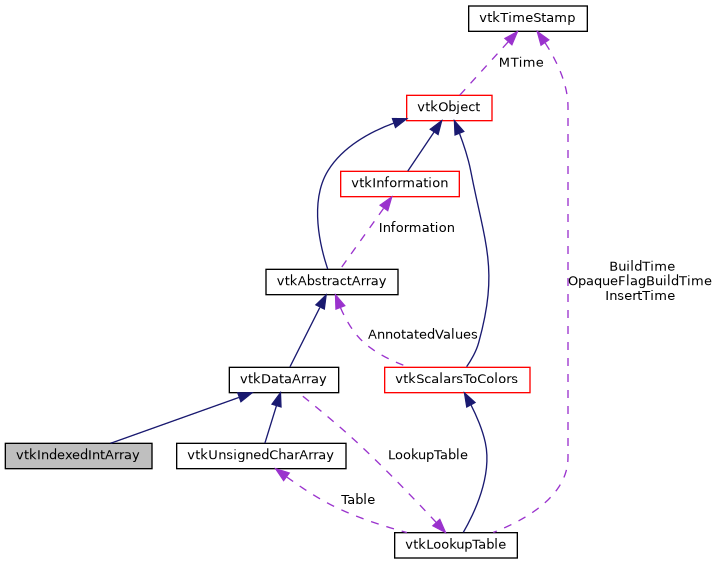 vtkTimeStamp
MTime
vtkObject
vtkInformation
Information
BuildTime
OpaqueFlagBuildTime
InsertTime
vtkAbstractArray
AnnotatedValues
vtkDataArray
vtkScalarsToColors
vtkIndexedIntArray
vtkUnsignedCharArray
LookupTable
Table
vtkLookupTable